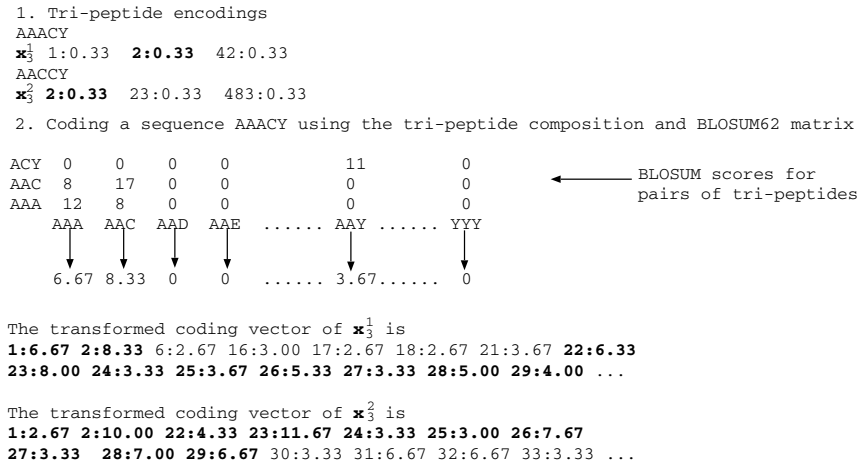 1. Tri-peptide encodings
AAACY
x₃¹ 1:0.33 2:0.33 42:0.33
AACCY
x₃² 2:0.33 23:0.33 483:0.33
2. Coding a sequence AAACY using the tri-peptide composition and BLOSUM62 matrix
ACY 0 0 0 0 11 0
AAC 8 17 0 0 0 0
AAA 12 8 0 0 0 0
BLOSUM scores for
pairs of tri-peptides
AAA AAC AAD AAE ...... AAY ...... YYY
6.67 8.33 0 0 ...... 3.67...... 0
The transformed coding vector of x₃¹ is
1:6.67 2:8.33 6:2.67 16:3.00 17:2.67 18:2.67 21:3.67 22:6.33
23:8.00 24:3.33 25:3.67 26:5.33 27:3.33 28:5.00 29:4.00 ...
The transformed coding vector of x₃² is
1:2.67 2:10.00 22:4.33 23:11.67 24:3.33 25:3.00 26:7.67
27:3.33 28:7.00 29:6.67 30:3.33 31:6.67 32:6.67 33:3.33 ...